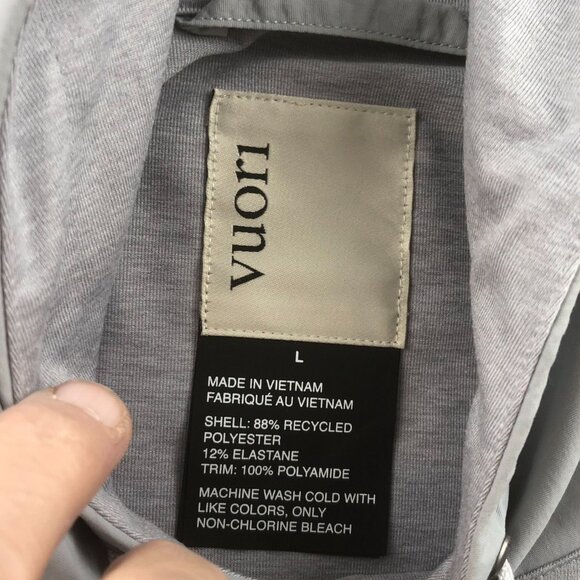 vuori
L
MADE IN VIETNAM
FABRIQUÉ AU VIETNAM
SHELL: 88% RECYCLED
POLYESTER
12% ELASTANE
TRIM: 100% POLYAMIDE
MACHINE WASH COLD WITH
LIKE COLORS, ONLY
NON-CHLORINE BLEACH